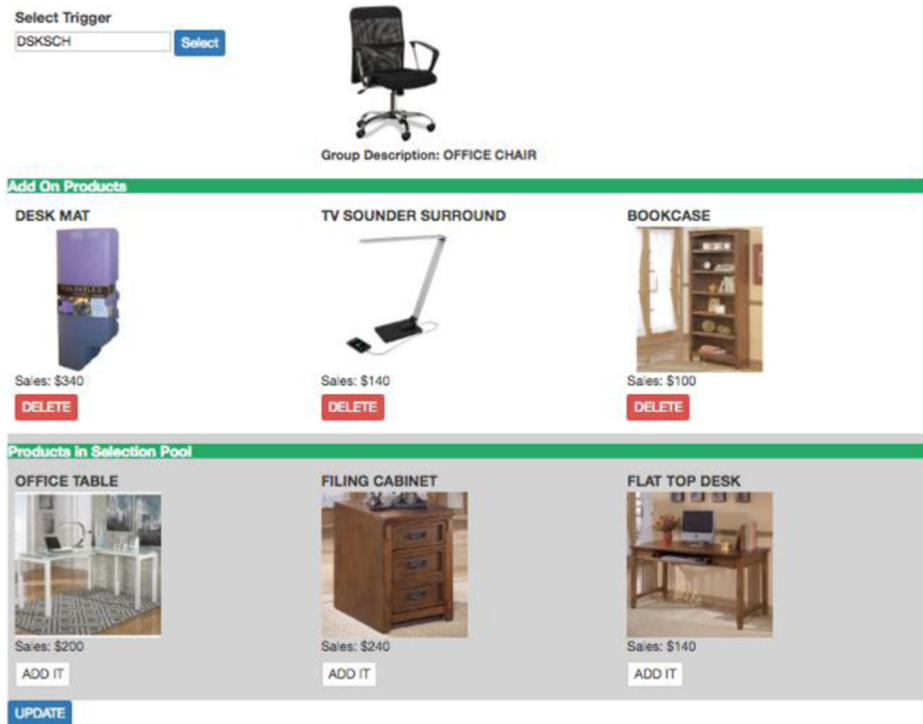 Select Trigger
DSKSCH Select
Group Description: OFFICE CHAIR
Add On Products
DESK MAT TV SOUNDER SURROUND BOOKCASE
Sales: $340 Sales: $140 Sales: $100
DELETE DELETE DELETE
Products in Selection Pool
OFFICE TABLE FILING CABINET FLAT TOP DESK
Sales: $200 Sales: $240 Sales: $140
ADD IT ADD IT ADD IT
UPDATE